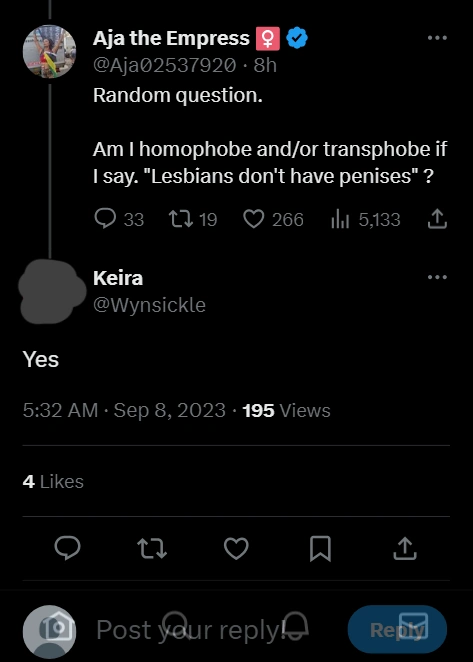 Aja the Empress
@Aja02537920 · 8h
Random question.
Am I homophobe and/or transphobe if
I say. "Lesbians don't have penises" ?
33 19 266 5,133
Keira
@Wynsickle
Yes
5:32 AM · Sep 8, 2023 · 195 Views
4 Likes
Post your reply! Reply